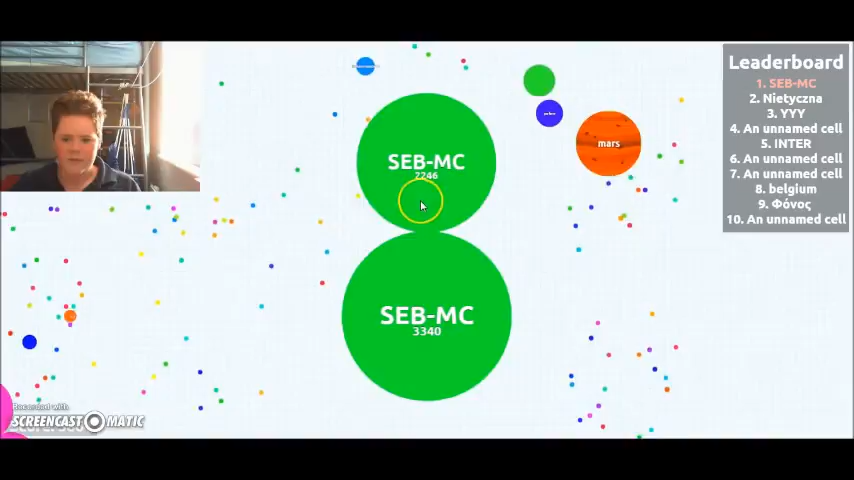 Leaderboard
1. SEB-MC
2. Nietyczna
3. YYY
4. An unnamed cell
5. INTER
6. An unnamed cell
7. An unnamed cell
8. belgium
9. Φόνος
10. An unnamed cell
mars
SEB-MC
2246
SEB-MC
3340
Recorded with
SCREENCAST MATIC